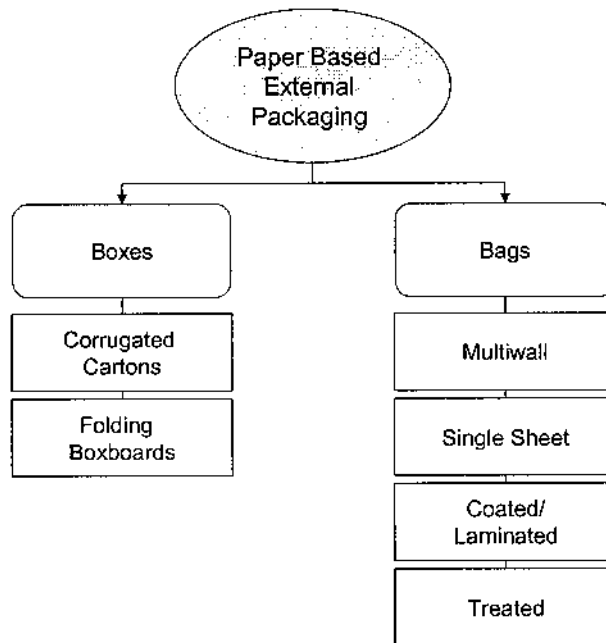 Paper Based
External
Packaging
Boxes
Corrugated
Cartons
Folding
Boxboards
Bags
Multiwall
Single Sheet
Coated/
Laminated
Treated